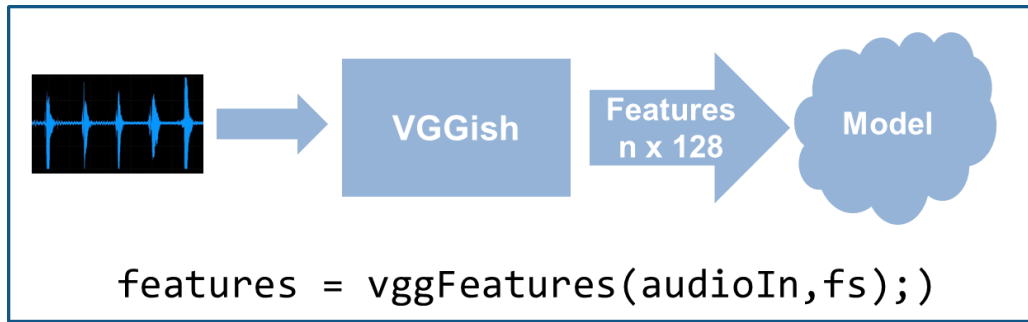 VGGish
Features
n x 128
Model
features = vggFeatures(audioIn,fs);)